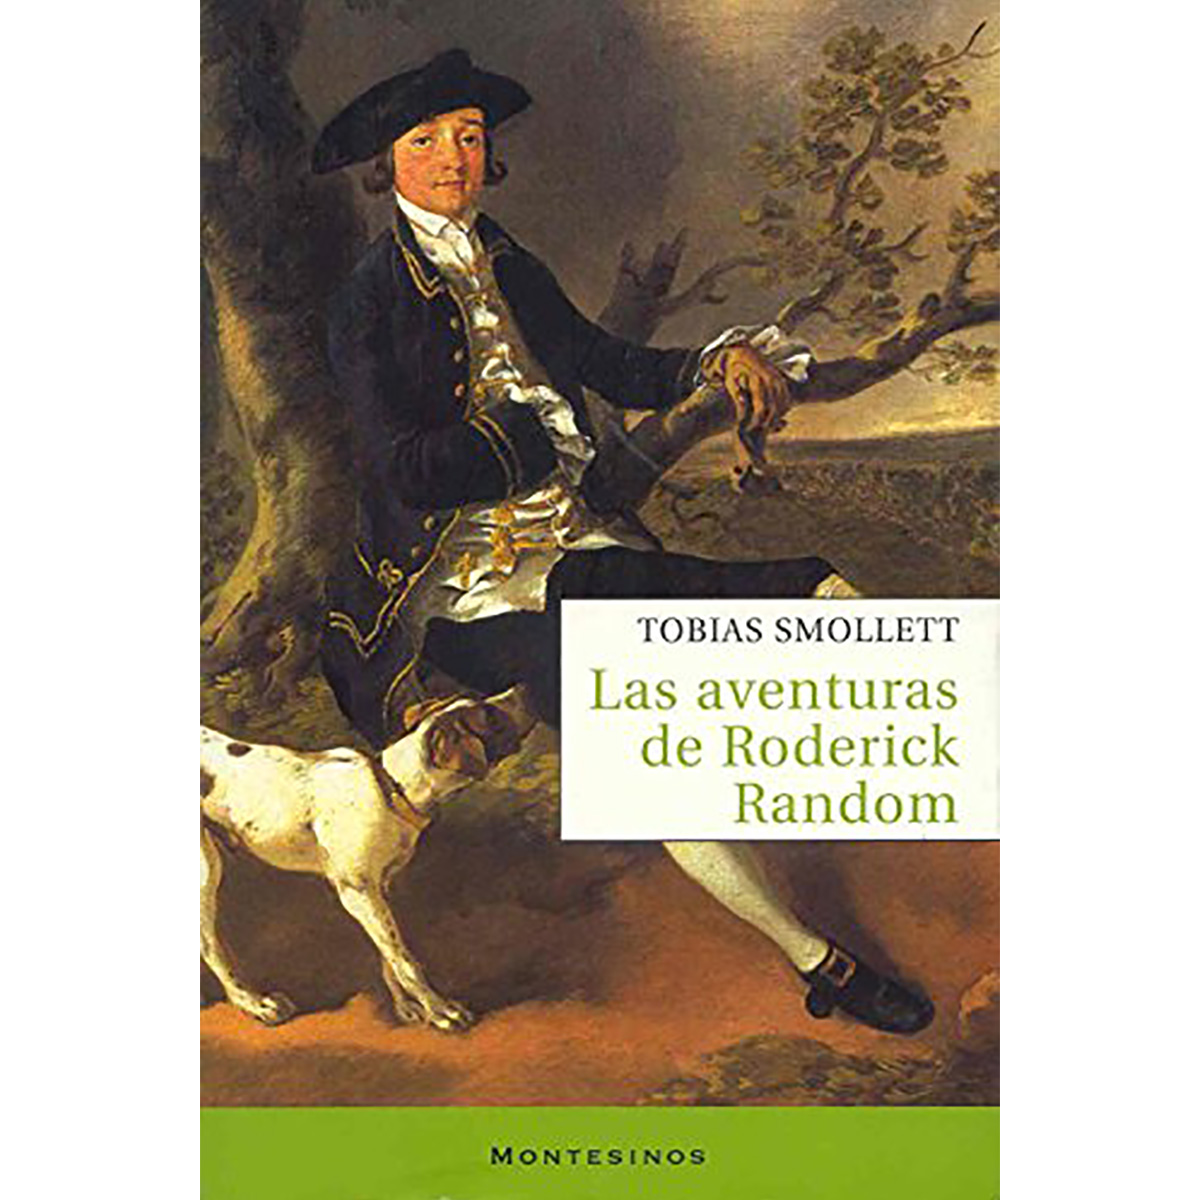 TOBIAS SMOLLETT
Las aventuras
de Roderick
Random
MONTESINOS